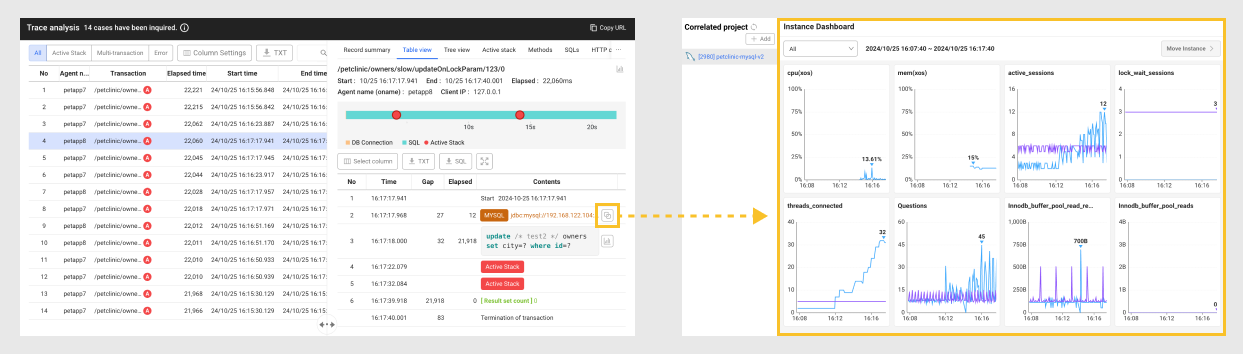 Trace analysis 14 cases have been inquired.
Copy URL
All Active Stack Multi-transaction Error Column Settings TXT
No Agent n... Transaction Elapsed time Start time End time
1 petapp7 /petclinic/owne... A 22,221 24/10/25 16:15:56.848 24/10/25 16:16:
2 petapp7 /petclinic/owne... A 22,215 24/10/25 16:15:56.842 24/10/25 16:16:
3 petapp7 /petclinic/owne... A 22,062 24/10/25 16:16:23.887 24/10/25 16:16:
4 petapp8 /petclinic/owne... A 22,060 24/10/25 16:17:17.941 24/10/25 16:17:
5 petapp7 /petclinic/owne... A 22,045 24/10/25 16:17:17.945 24/10/25 16:17:
6 petapp7 /petclinic/owne... A 22,044 24/10/25 16:16:23.917 24/10/25 16:16:
7 petapp8 /petclinic/owne... A 22,028 24/10/25 16:17:17.957 24/10/25 16:17:
8 petapp7 /petclinic/owne... A 22,018 24/10/25 16:17:17.971 24/10/25 16:17:
9 petapp8 /petclinic/owne... A 22,012 24/10/25 16:16:51.169 24/10/25 16:17:
10 petapp8 /petclinic/owne... A 22,011 24/10/25 16:16:51.170 24/10/25 16:17:
11 petapp7 /petclinic/owne... A 22,010 24/10/25 16:16:50.933 24/10/25 16:17:
12 petapp7 /petclinic/owne... A 22,010 24/10/25 16:16:50.939 24/10/25 16:17:
13 petapp7 /petclinic/owne... A 21,968 24/10/25 16:15:30.129 24/10/25 16:15:
14 petapp7 /petclinic/owne... A 21,966 24/10/25 16:15:30.129 24/10/25 16:15:
Record summary Table view Tree view Active stack Methods SQLs HTTP c ...
/petclinic/owners/slow/updateOnLockParam/123/0
Start : 10/25 16:17:17.941 End : 10/25 16:17:40.001 Elapsed : 22,060ms
Agent name (oname) : petapp8 Client IP : 127.0.0.1
10s 15s 20s
DB Connection SQL Active Stack
Select column TXT SQL
No Time Gap Elapsed Contents
1 16:17:17.941 Start 2024-10-25 16:17:17.941
2 16:17:17.968 27 12 MYSQL jdbc:mysql://192.168.122.104:
3 16:17:18.000 32 21,918 update /* test2 */ owners
set city=? where id=?
4 16:17:22.079 Active Stack
5 16:17:32.084 Active Stack
6 16:17:39.918 21,918 0 [ Result set count ] 0
16:17:40.001 83 Termination of transaction
Correlated project
+ Add
[2980] petclinic-mysql-v2
Instance Dashboard
All 2024/10/25 16:07:40 ~ 2024/10/25 16:17:40 Move Instance >
cpu(xos)
100%
75%
50%
25%
0%
13.61%
16:08 16:12 16:16
mem(xos)
100%
75%
50%
25%
0%
15%
16:08 16:12 16:16
active_sessions
16
12
8
4
0
12
16:08 16:12 16:16
lock_wait_sessions
4
3
2
1
0
3
16:08 16:12 16:16
threads_connected
40
30
20
10
0
32
16:08 16:12 16:16
Questions
60
45
30
15
0
45
16:08 16:12 16:16
Innodb_buffer_pool_read_re...
1,000B
750B
500B
250B
0
700B
16:08 16:12 16:16
Innodb_buffer_pool_reads
4B
3B
2B
1B
0
0
16:08 16:12 16:16